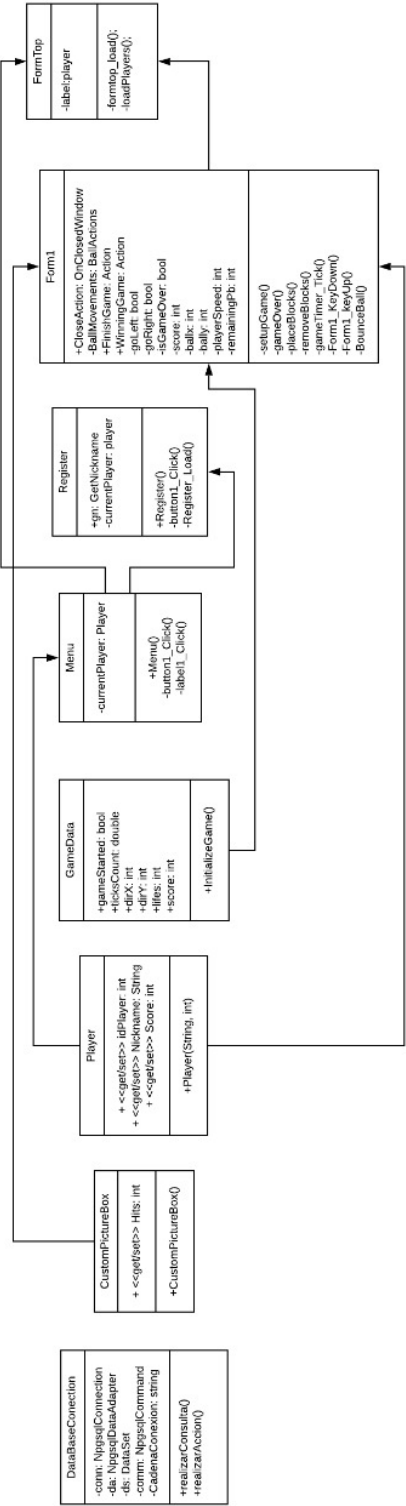 DataBaseConection
-conn: NpgsqlConnection
-da: NpgsqlDataAdapter
-ds: DataSet
-comm: NpgsqlCommand
-CadenaConexion: string
+realizarConsulta()
+realizarAccion()
CustomPictureBox
+ <<get/set>> Hits: int
+CustomPictureBox()
Player
+ <<get/set>> idPlayer: int
+ <<get/set>> Nickname: String
+ <<get/set>> Score: int
+Player(String, int)
GameData
+gameStarted: bool
+ticksCount: double
+dirX: int
+dirY: int
+lifes: int
+score: int
+InitializeGame()
Menu
-currentPlayer: Player
+Menu()
-button1_Click()
-label1_Click()
Register
+gn: GetNickname
-currentPlayer: player
+Register()
-button1_Click()
-Register_Load()
Form1
+CloseAction: OnClosedWindow
-BallMovements: BallActions
+FinishGame: Action
+WinningGame: Action
-goLeft: bool
-goRight: bool
-isGameOver: bool
-score: int
-ballx: int
-bally: int
-playerSpeed: int
-remainingPb: int
-setupGame()
-gameOver()
-placeBlocks()
-removeBlocks()
-gameTimer_Tick()
-Form1_KeyDown()
-Form1_keyUp()
-BounceBall()
FormTop
-label:player
-formtop_load();
-loadPlayers();